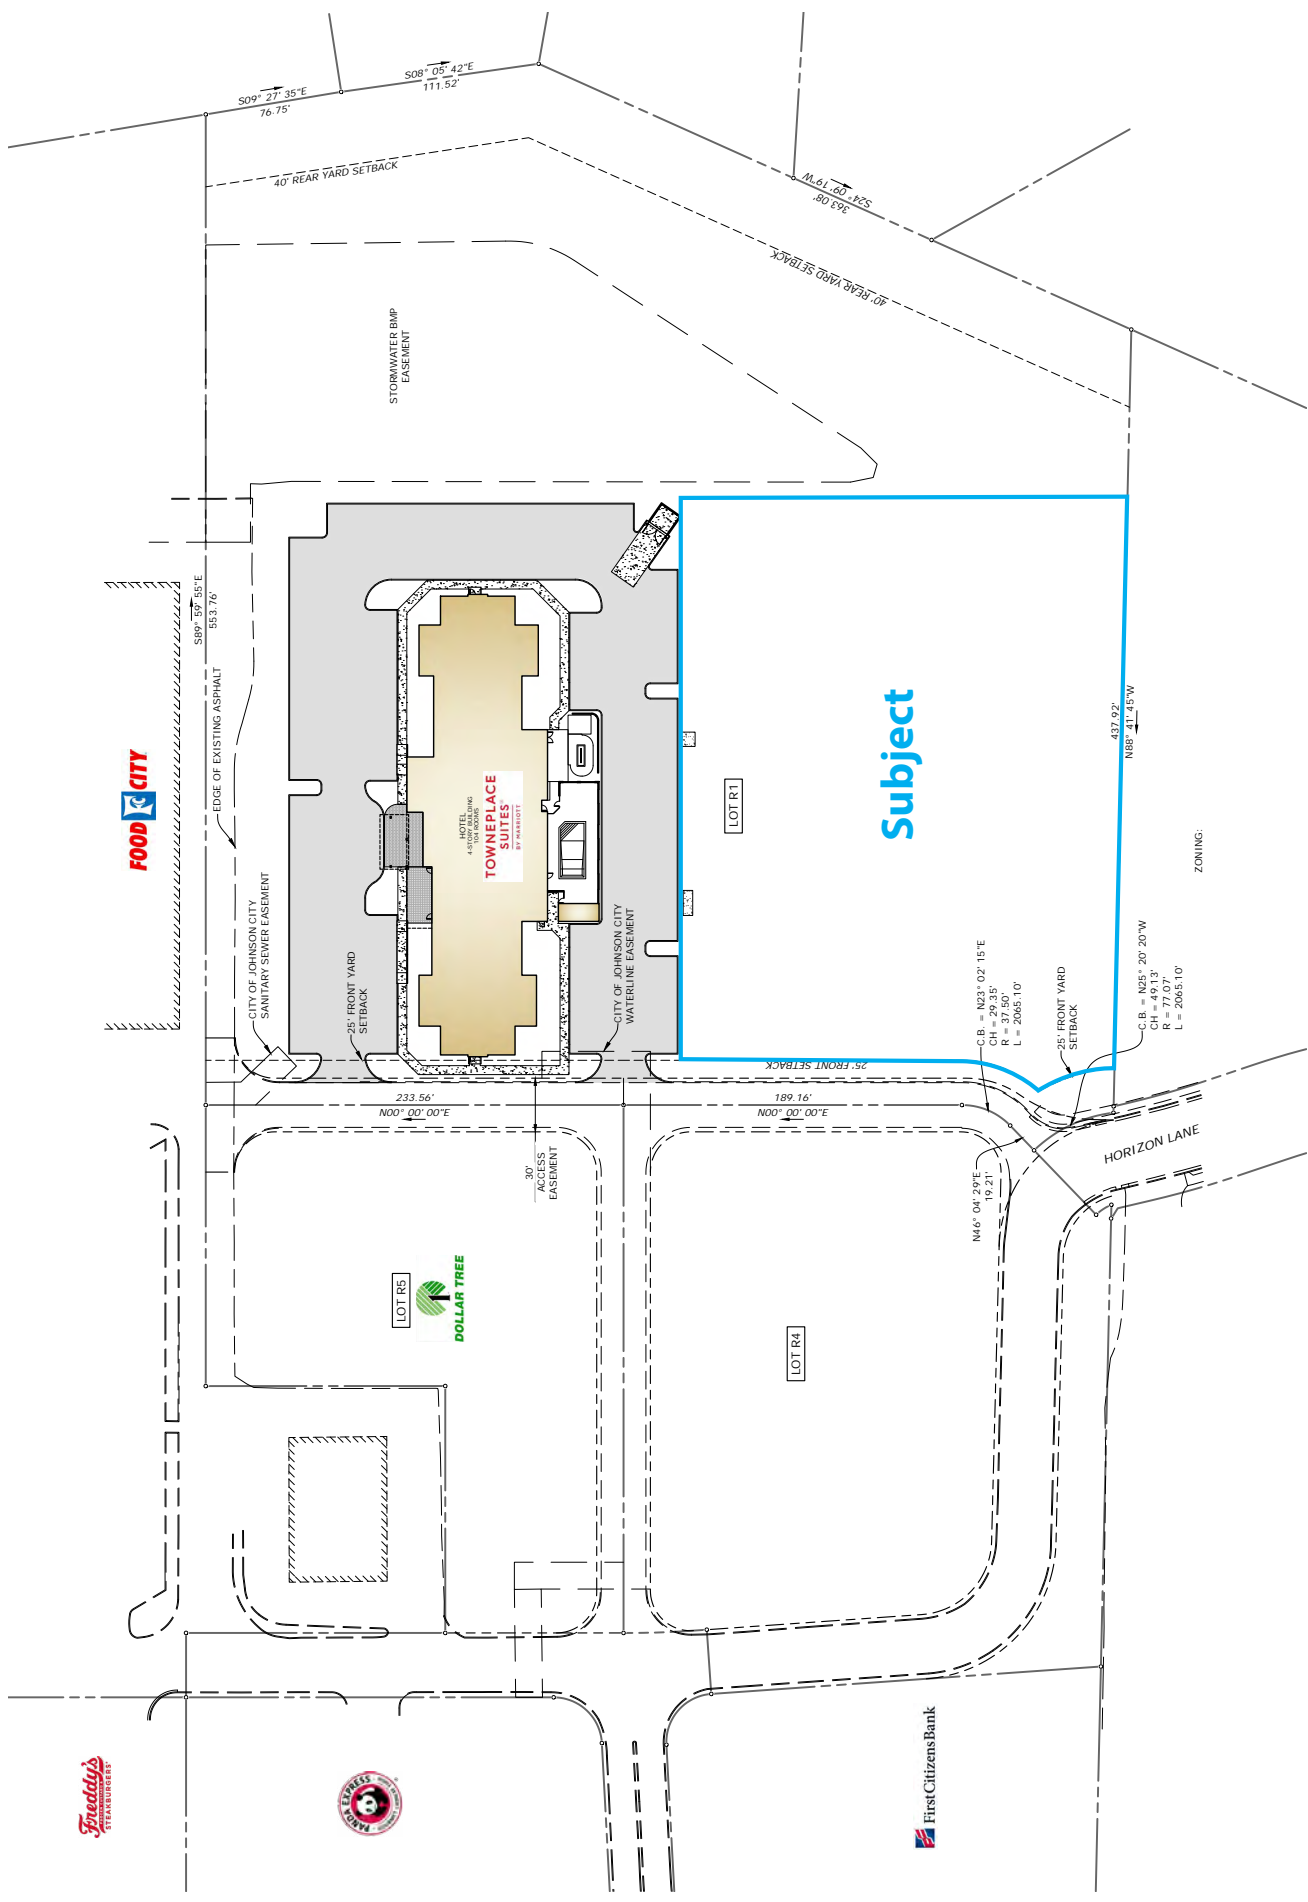 S09° 27' 35"E
76.75'
S08° 05' 42"E
111.52'
40' REAR YARD SETBACK
S24° 09' 19"W
363.08'
40' REAR YARD SETBACK
STORMWATER BMP
EASEMENT
S89° 59' 55"E
553.76'
EDGE OF EXISTING ASPHALT
FOOD CITY
CITY OF JOHNSON CITY
SANITARY SEWER EASEMENT
25' FRONT YARD
SETBACK
HOTEL
4-STORY BUILDING
104 ROOMS
TOWNEPLACE
SUITES®
BY MARRIOTT
CITY OF JOHNSON CITY
WATERLINE EASEMENT
LOT R1
Subject
437.92'
N88° 41' 45"W
ZONING:
C.B. = N23° 02' 15"E
CH = 29.35'
R = 37.50'
L = 2065.10'
25' FRONT YARD
SETBACK
C.B. = N25° 20' 20"W
CH = 49.13'
R = 77.07'
L = 2065.10'
25' FRONT SETBACK
233.56'
N00° 00' 00"E
189.16'
N00° 00' 00"E
30'
ACCESS
EASEMENT
N46° 04' 29"E
19.21'
HORIZON LANE
LOT R5
DOLLAR TREE
LOT R4
Freddy's
STEAKBURGERS
PANDA EXPRESS
First Citizens Bank